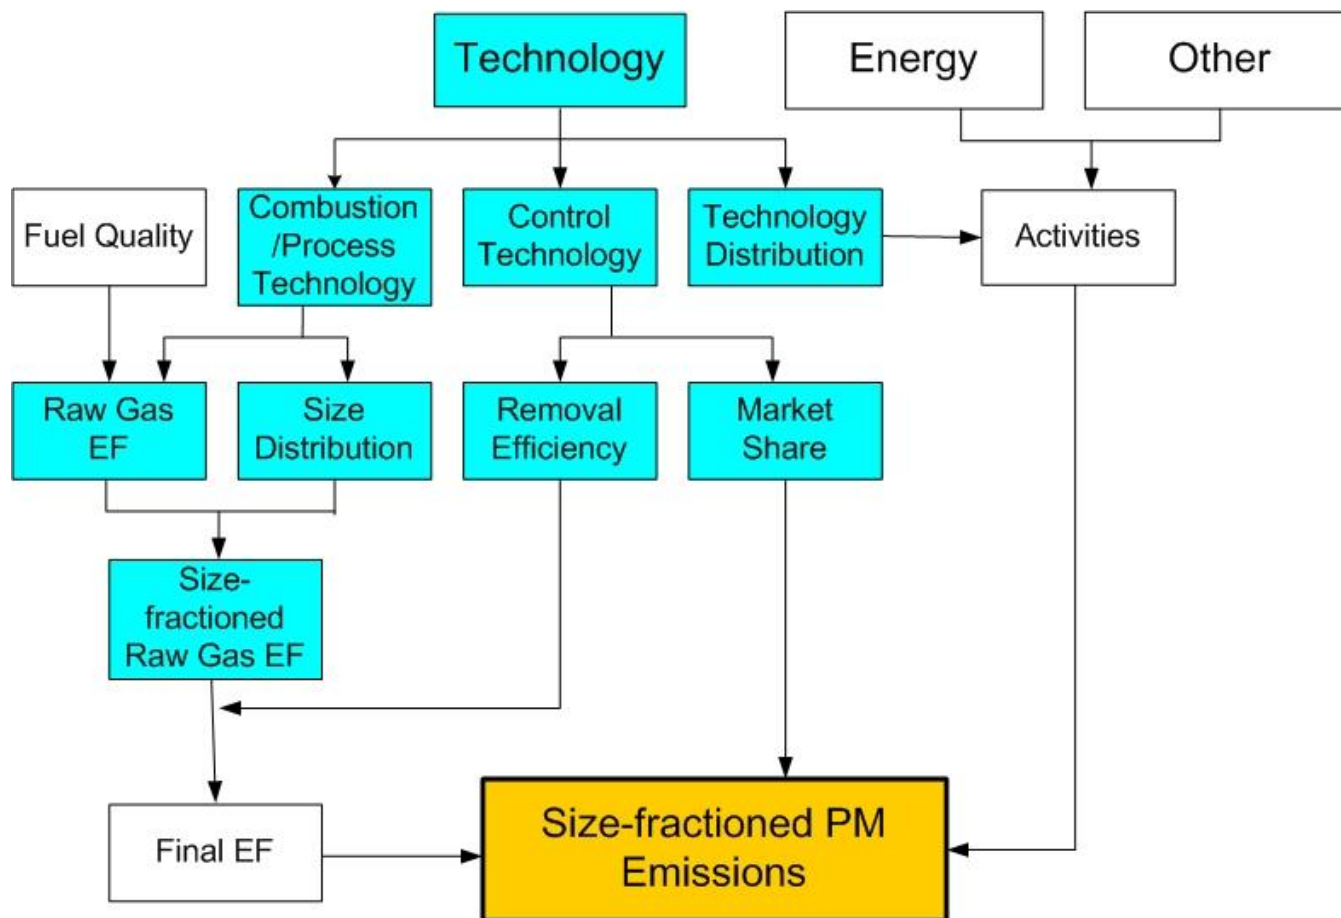 Technology
Energy
Other
Fuel Quality
Combustion
/Process
Technology
Control
Technology
Technology
Distribution
Activities
Raw Gas
EF
Size
Distribution
Removal
Efficiency
Market
Share
Size-
fractioned
Raw Gas EF
Final EF
Size-fractioned PM
Emissions